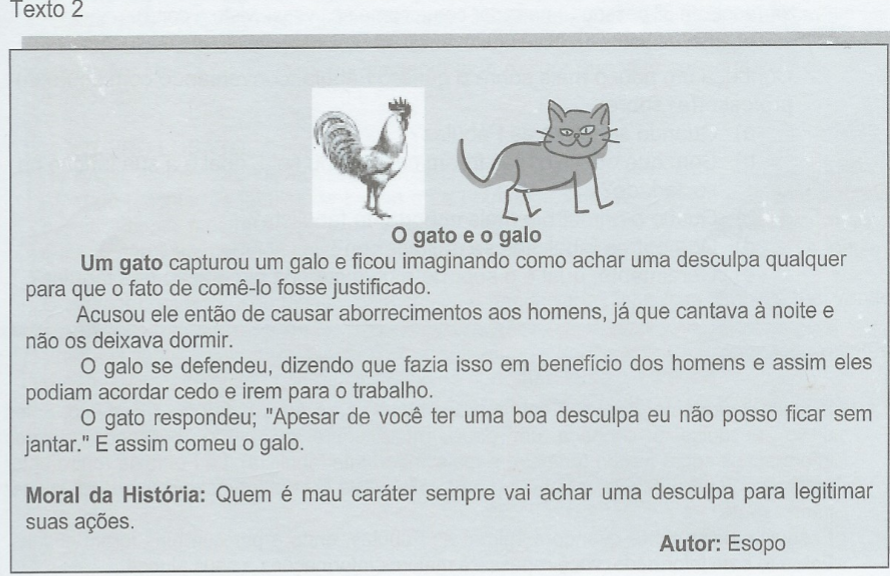 Texto 2
O gato e o galo
Um gato capturou um galo e ficou imaginando como achar uma desculpa qualquer
para que o fato de comê-lo fosse justificado.
Acusou ele então de causar aborrecimentos aos homens, já que cantava à noite e
não os deixava dormir.
O galo se defendeu, dizendo que fazia isso em benefício dos homens e assim eles
podiam acordar cedo e irem para o trabalho.
O gato respondeu; "Apesar de você ter uma boa desculpa eu não posso ficar sem
jantar." E assim comeu o galo.
Moral da História: Quem é mau caráter sempre vai achar uma desculpa para legitimar
suas ações.
Autor: Esopo